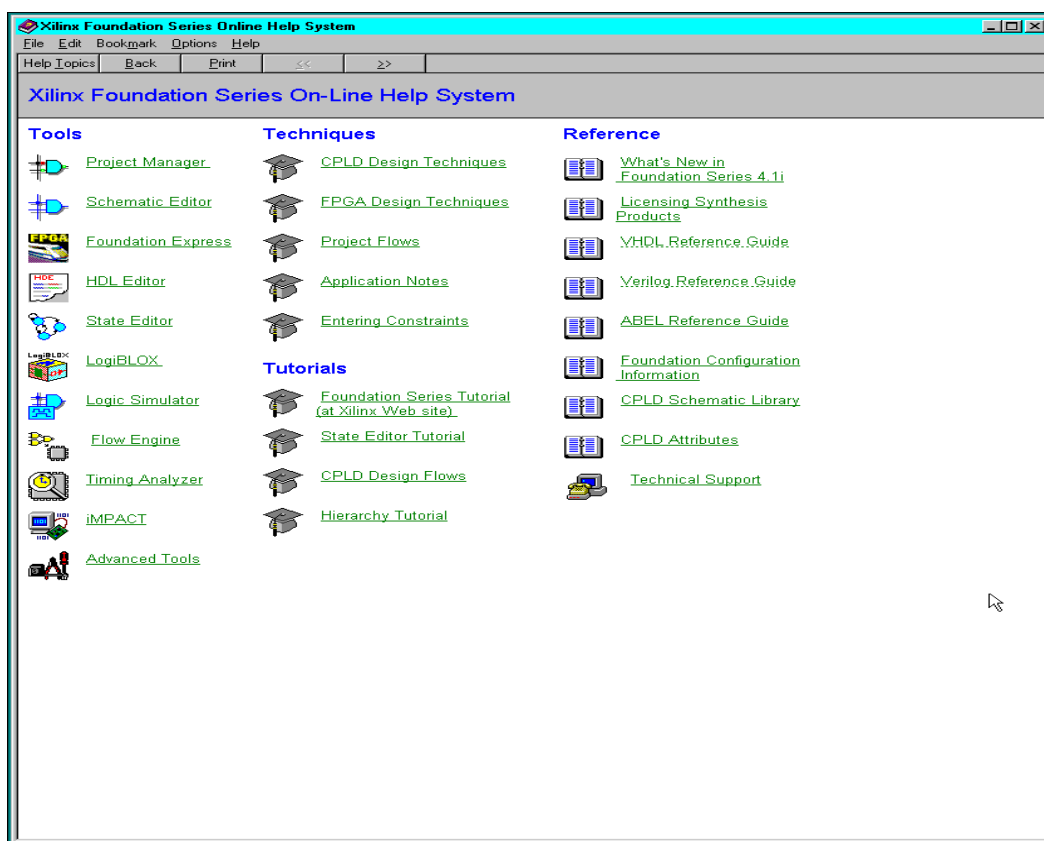 Xilinx Foundation Series Online Help System
File Edit Bookmark Options Help
Help Topics Back Print << >>
Xilinx Foundation Series On-Line Help System
Tools
Project Manager
Schematic Editor
FPGA
Foundation Express
HDE
HDL Editor
State Editor
LogiBLOX
LogiBLOX
Logic Simulator
Flow Engine
Timing Analyzer
iMPACT
Advanced Tools
Techniques
CPLD Design Techniques
FPGA Design Techniques
Project Flows
Application Notes
Entering Constraints
Tutorials
Foundation Series Tutorial
(at Xilinx Web site)
State Editor Tutorial
CPLD Design Flows
Hierarchy Tutorial
Reference
What's New in
Foundation Series 4.1i
Licensing Synthesis
Products
VHDL Reference Guide
Verilog Reference Guide
ABEL Reference Guide
Foundation Configuration
Information
CPLD Schematic Library
CPLD Attributes
Technical Support